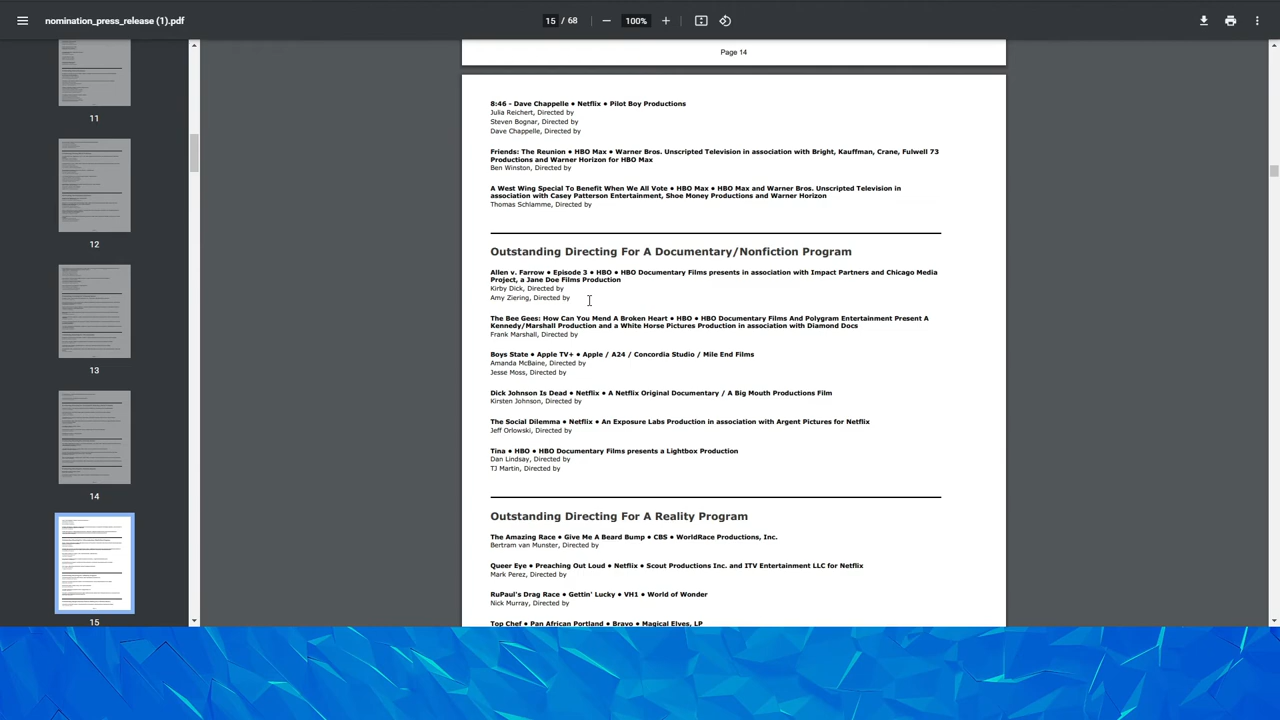 nomination_press_release (1).pdf
15 / 68
100%
11
12
13
14
15
Page 14
8:46 - Dave Chappelle ● Netflix ● Pilot Boy Productions
Julia Reichert, Directed by
Steven Bognar, Directed by
Dave Chappelle, Directed by
Friends: The Reunion ● HBO Max ● Warner Bros. Unscripted Television in association with Bright, Kauffman, Crane, Fulwell 73
Productions and Warner Horizon for HBO Max
Ben Winston, Directed by
A West Wing Special To Benefit When We All Vote ● HBO Max ● HBO Max and Warner Bros. Unscripted Television in
association with Casey Patterson Entertainment, Shoe Money Productions and Warner Horizon
Thomas Schlamme, Directed by
Outstanding Directing For A Documentary/Nonfiction Program
Allen v. Farrow ● Episode 3 ● HBO ● HBO Documentary Films presents in association with Impact Partners and Chicago Media
Project, a Jane Doe Films Production
Kirby Dick, Directed by
Amy Ziering, Directed by
The Bee Gees: How Can You Mend A Broken Heart ● HBO ● HBO Documentary Films And Polygram Entertainment Present A
Kennedy/Marshall Production and a White Horse Pictures Production in association with Diamond Docs
Frank Marshall, Directed by
Boys State ● Apple TV+ ● Apple / A24 / Concordia Studio / Mile End Films
Amanda McBaine, Directed by
Jesse Moss, Directed by
Dick Johnson Is Dead ● Netflix ● A Netflix Original Documentary / A Big Mouth Productions Film
Kirsten Johnson, Directed by
The Social Dilemma ● Netflix ● An Exposure Labs Production in association with Argent Pictures for Netflix
Jeff Orlowski, Directed by
Tina ● HBO ● HBO Documentary Films presents a Lightbox Production
Dan Lindsay, Directed by
TJ Martin, Directed by
Outstanding Directing For A Reality Program
The Amazing Race ● Give Me A Beard Bump ● CBS ● WorldRace Productions, Inc.
Bertram van Munster, Directed by
Queer Eye ● Preaching Out Loud ● Netflix ● Scout Productions Inc. and ITV Entertainment LLC for Netflix
Mark Perez, Directed by
RuPaul's Drag Race ● Gettin' Lucky ● VH1 ● World of Wonder
Nick Murray, Directed by
Top Chef ● Pan African Portland ● Bravo ● Magical Elves, LP